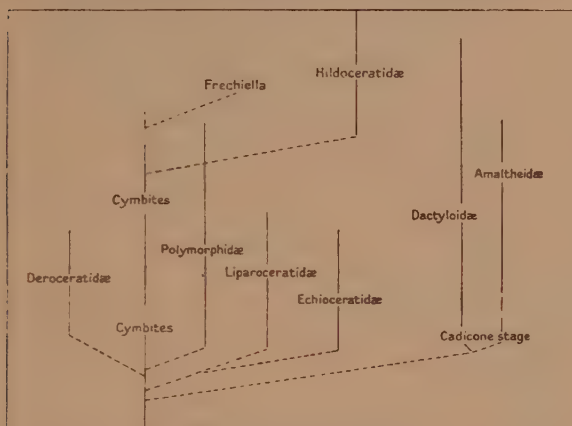 Hildoceratidæ
Frechiella
Amaltheidæ
Cymbites
Dactyloidæ
Polymorphidæ
Liparoceratidæ
Deroceratidæ
Echioceratidæ
Cymbites
Cadicone stage